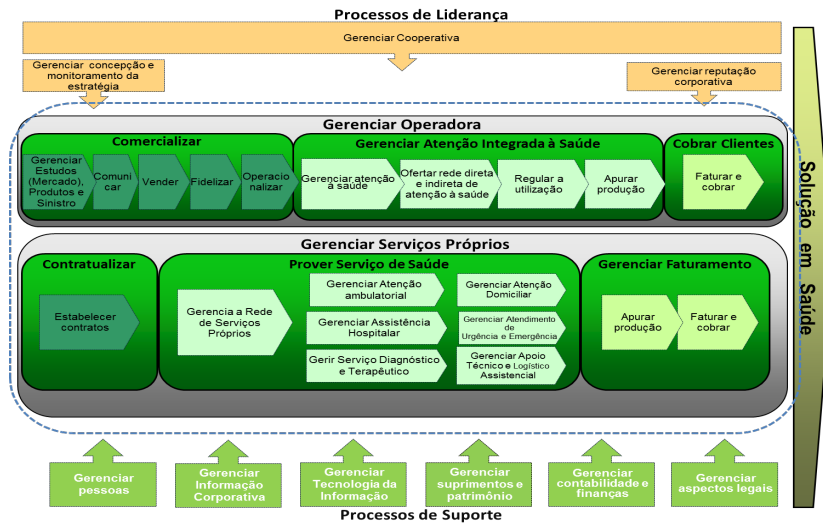 Processos de Liderança
Gerenciar Cooperativa
Gerenciar concepção e
monitoramento da
estratégia
Gerenciar reputação
corporativa
Gerenciar Operadora
Comercializar
Gerenciar
Estudos
(Mercado),
Produtos e
Sinistro
Comuni
car
Vender
Fidelizar
Operacio
nalizar
Gerenciar Atenção Integrada à Saúde
Gerenciar atenção
à saúde
Ofertar rede direta
e indireta de
atenção à saúde
Regular a
utilização
Apurar
produção
Cobrar Clientes
Faturar e
cobrar
Gerenciar Serviços Próprios
Contratualizar
Estabelecer
contratos
Prover Serviço de Saúde
Gerencia a Rede
de Serviços
Próprios
Gerenciar Atenção
ambulatorial
Gerenciar Atenção
Domiciliar
Gerenciar Assistência
Hospitalar
Gerenciar Atendimento
de
Urgência e Emergência
Gerir Serviço Diagnóstico
e Terapêutico
Gerenciar Apoio
Técnico e Logístico
Assistencial
Gerenciar Faturamento
Apurar
produção
Faturar e
cobrar
Solução em Saúde
Gerenciar
pessoas
Gerenciar
Informação
Corporativa
Gerenciar
Tecnologia da
Informação
Gerenciar
suprimentos e
patrimônio
Gerenciar
contabilidade e
finanças
Gerenciar
aspectos legais
Processos de Suporte